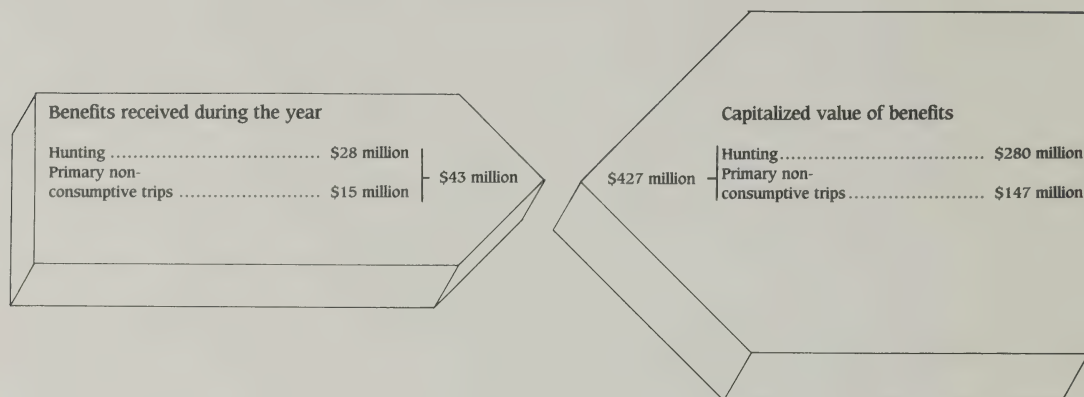 Benefits received during the year
Hunting .................................... $28 million
Primary non-
consumptive trips ........................ $15 million
$43 million
Capitalized value of benefits
$427 million
Hunting................................... $280 million
Primary non-
consumptive trips....................... $147 million